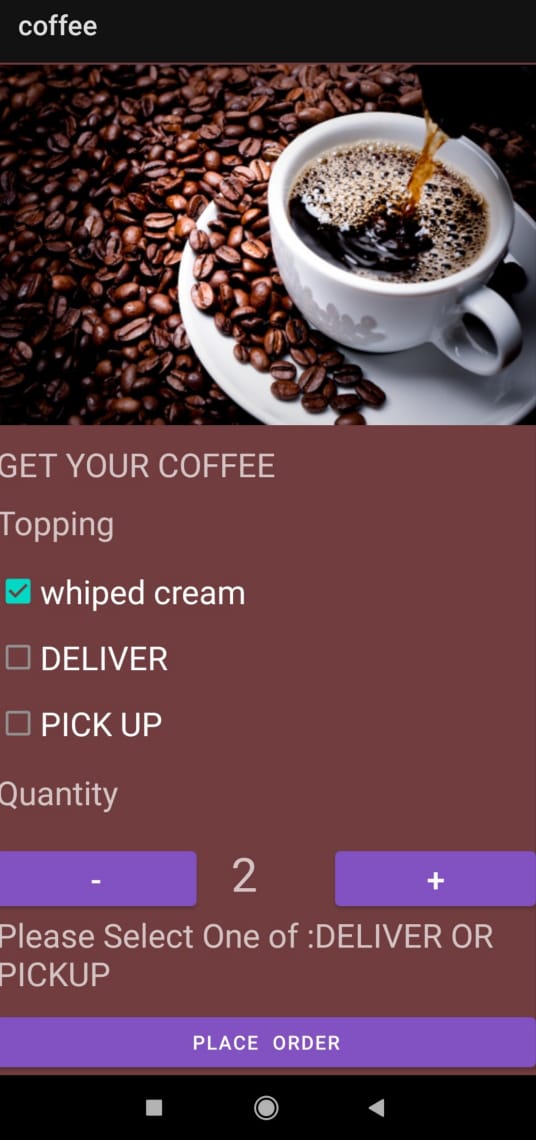 coffee
GET YOUR COFFEE
Topping
whiped cream
DELIVER
PICK UP
Quantity
- 2 +
Please Select One of :DELIVER OR
PICKUP
PLACE ORDER